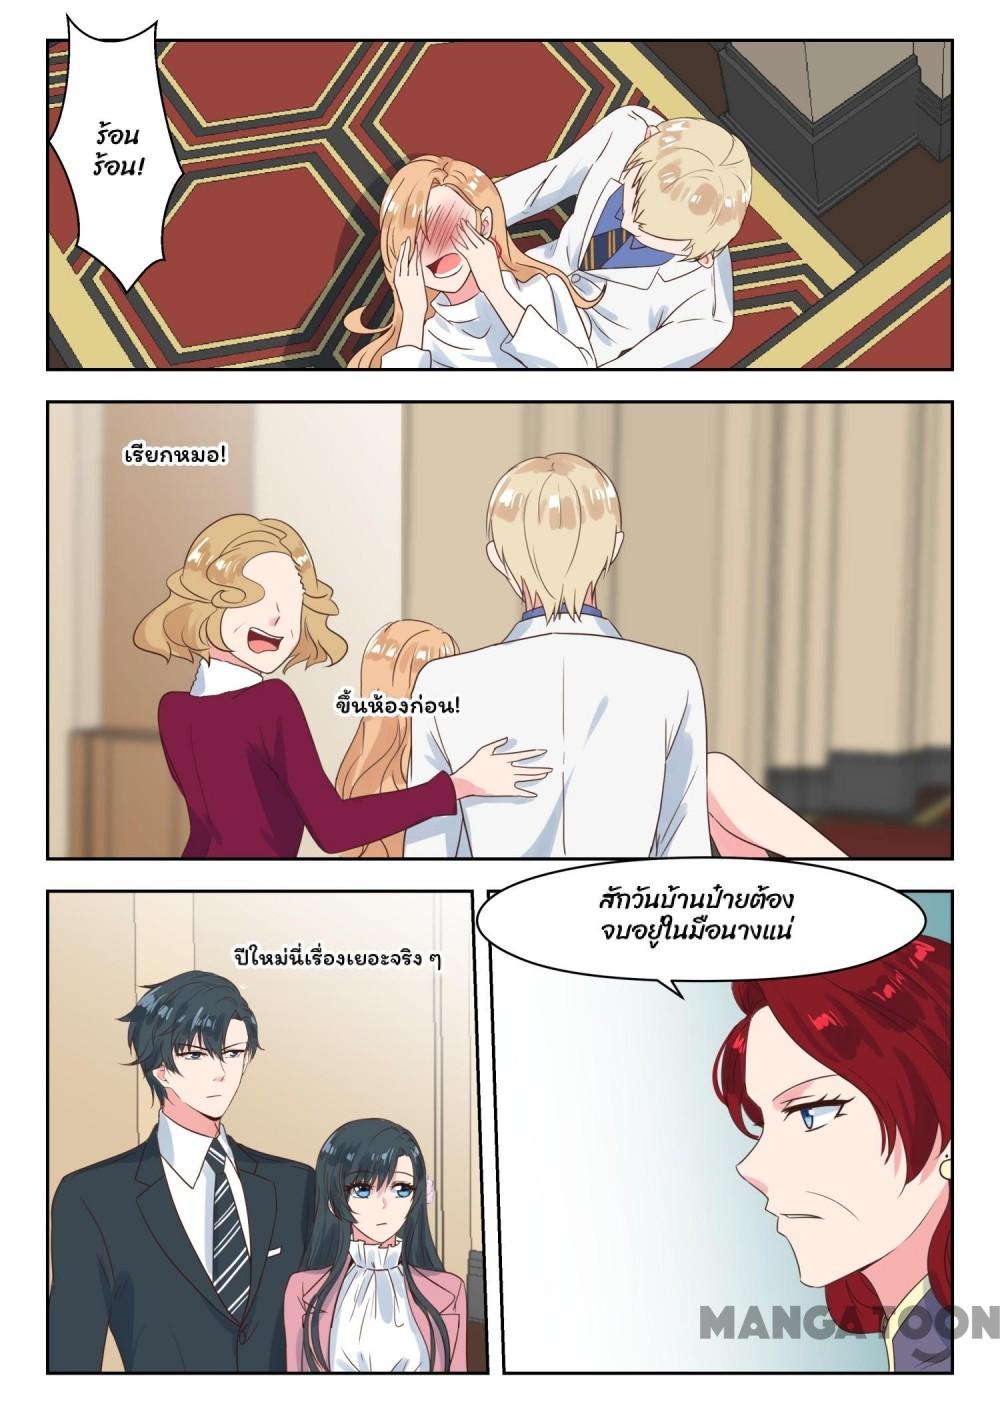 ร้อน
ร้อน!
เรียกหมอ!
ขึ้นห้องก่อน!
ปีใหม่นี่เรื่องเยอะจริง ๆ
สักวันบ้านป๋ายต้อง
จบอยู่ในมือนางแน่
MANGATOON